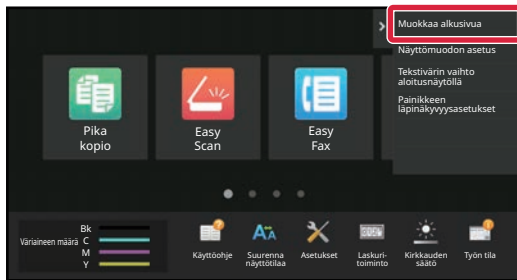 Muokkaa alkusivua
Näyttömuodon asetus
Tekstivärin vaihto
aloitusnäytöllä
Painikkeen
läpinäkyvyysasetukset
Pika
kopio
Easy
Scan
Easy
Fax
Väriaineen määrä
Bk
C
M
Y
Käyttöohje
Suurenna
näyttötilaa
Asetukset
Laskuri-
toiminto
Kirkkauden
säätö
Työn tila